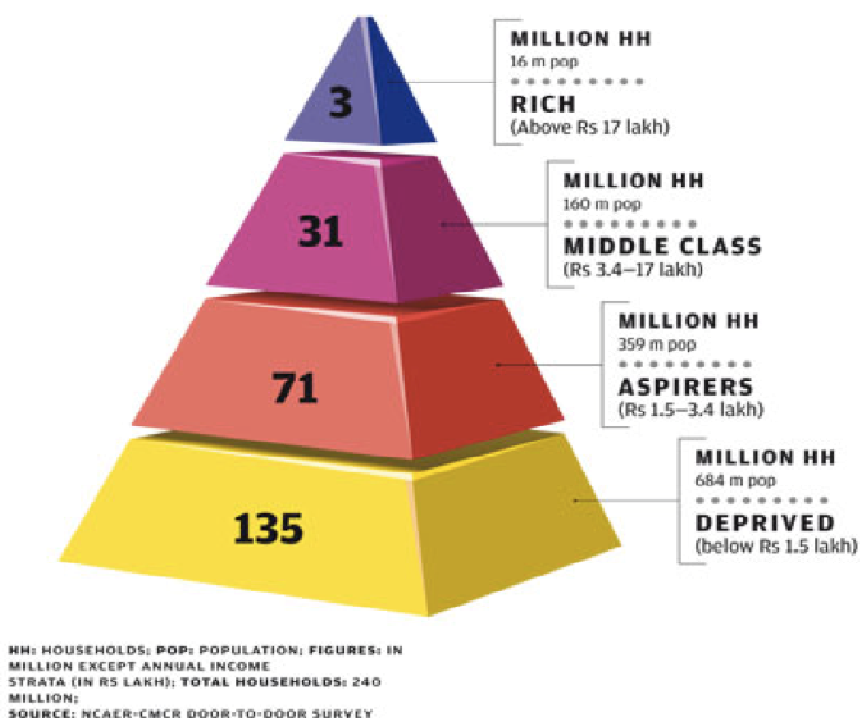 3
MILLION HH
16 m pop
RICH
(Above Rs 17 lakh)
31
MILLION HH
160 m pop
MIDDLE CLASS
(Rs 3.4–17 lakh)
71
MILLION HH
359 m pop
ASPIRERS
(Rs 1.5–3.4 lakh)
135
MILLION HH
684 m pop
DEPRIVED
(below Rs 1.5 lakh)
HH: HOUSEHOLDS; POP: POPULATION; FIGURES: IN
MILLION EXCEPT ANNUAL INCOME
STRATA (IN RS LAKH); TOTAL HOUSEHOLDS: 240
MILLION;
SOURCE: NCAER-CMCR DOOR-TO-DOOR SURVEY